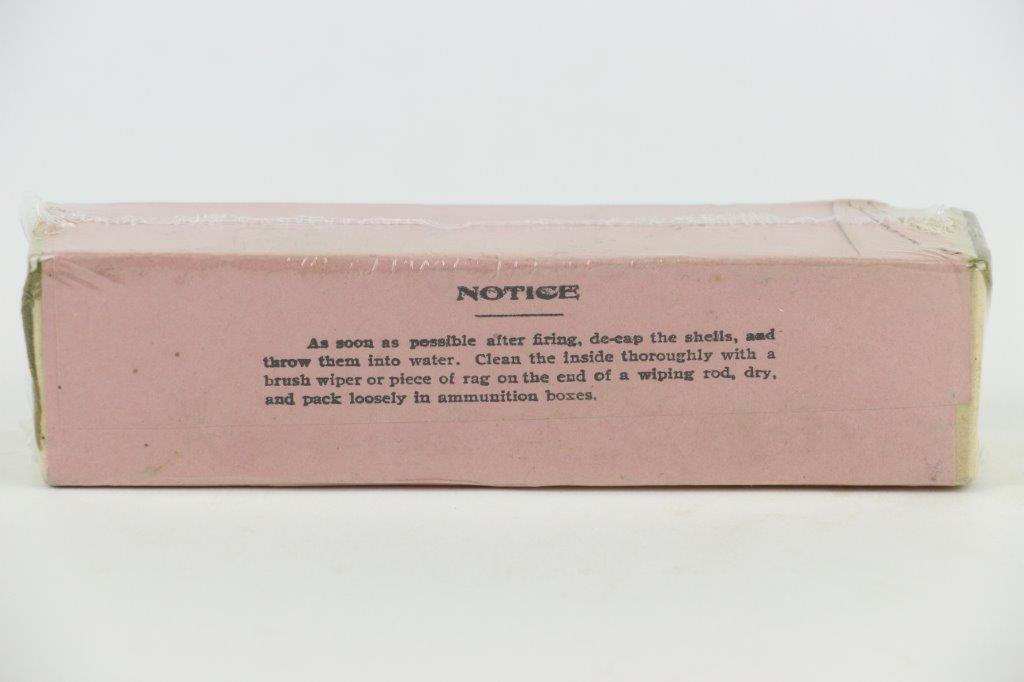 NOTICE
As soon as possible after firing, de-cap the shells, and
throw them into water. Clean the inside thoroughly with a
brush wiper or piece of rag on the end of a wiping rod, dry,
and pack loosely in ammunition boxes.